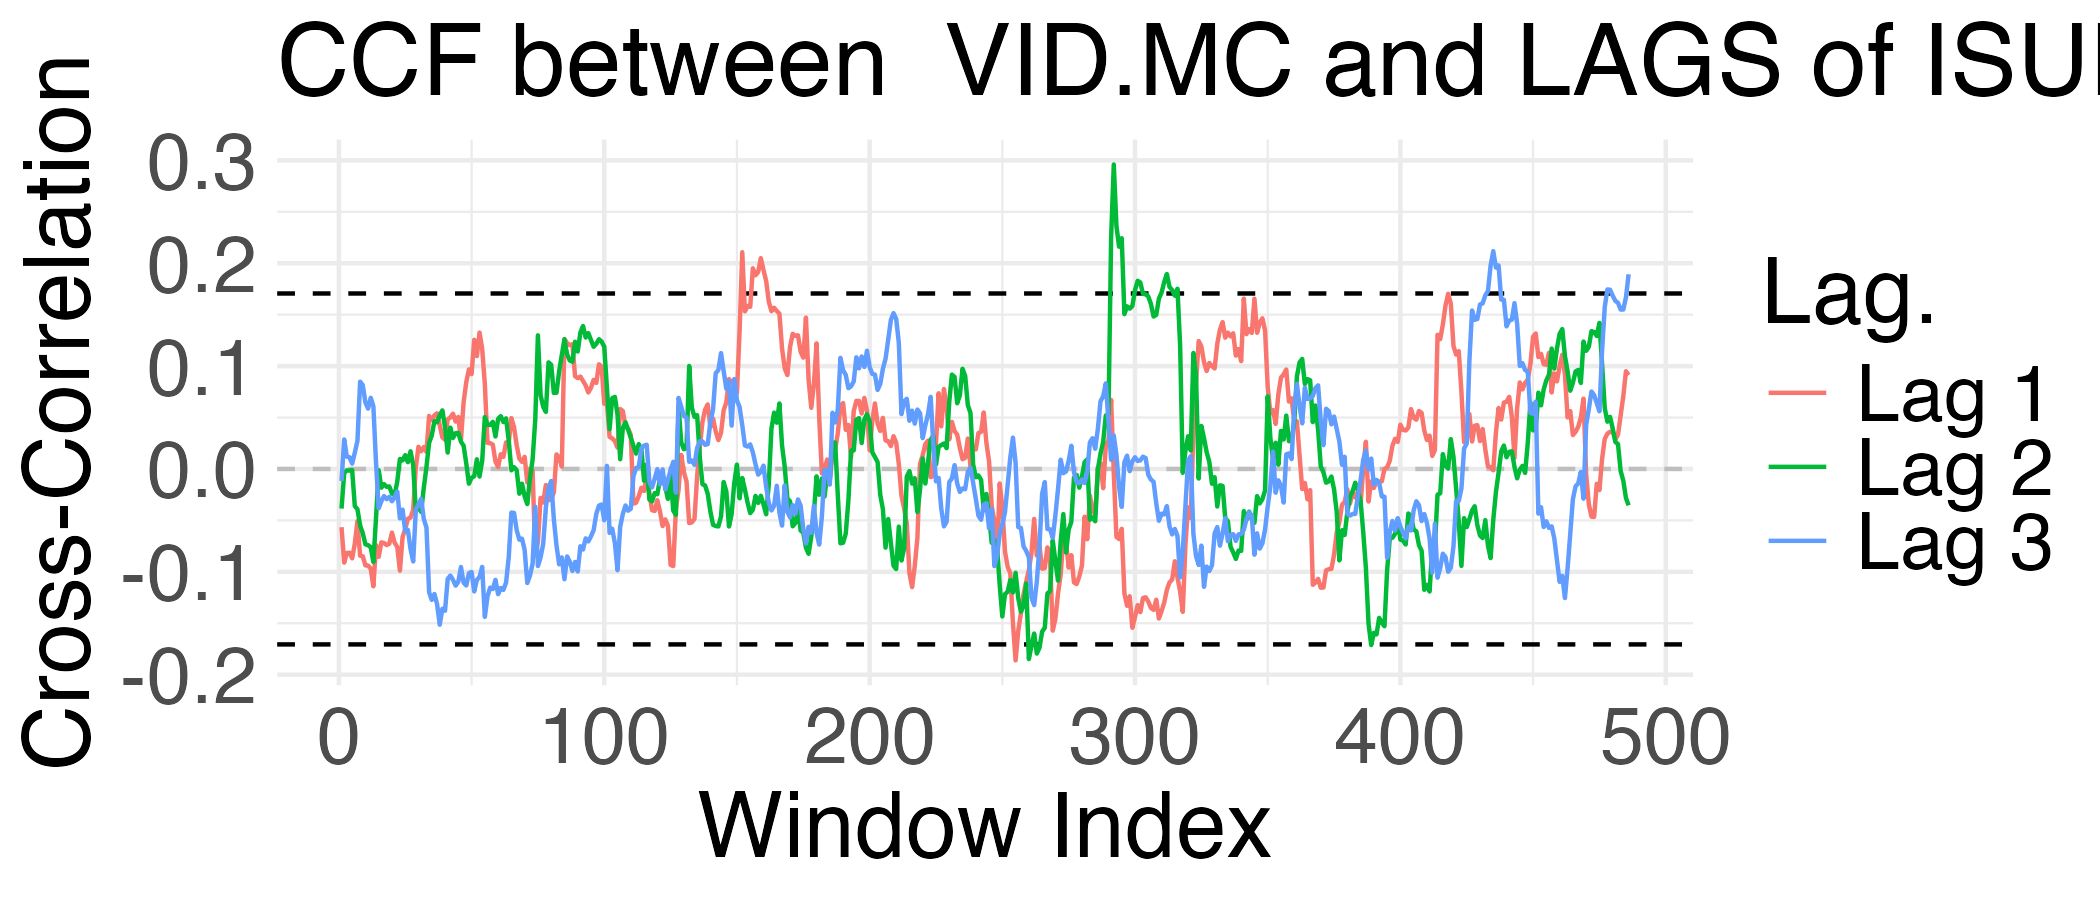 CCF between  VID.MC and LAGS of
Cross-Correlation
0.3
0.2
0.1
0.0
-0.1
-0.2
0
100
200
300
400
500
Window Index
Lag.
Lag 1
Lag 2
Lag 3